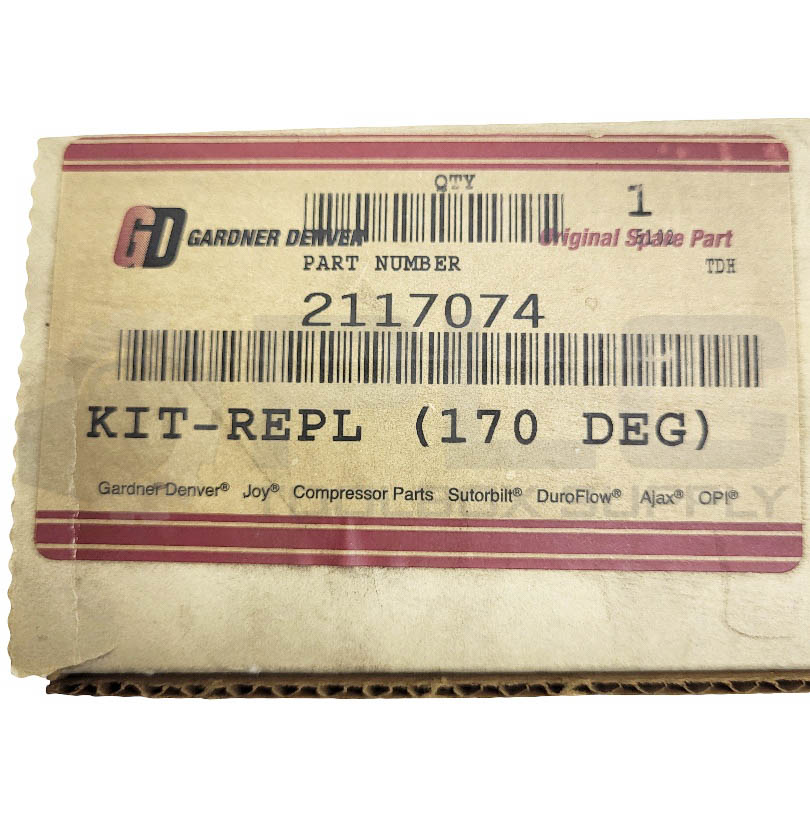 QTY 1
GD GARDNER DENVER Original Spare Part
PART NUMBER TDH
2117074
KIT-REPL (170 DEG)
Gardner Denver® Joy® Compressor Parts Sutorbilt® DuroFlow® Ajax® OPI®
SUPPLY